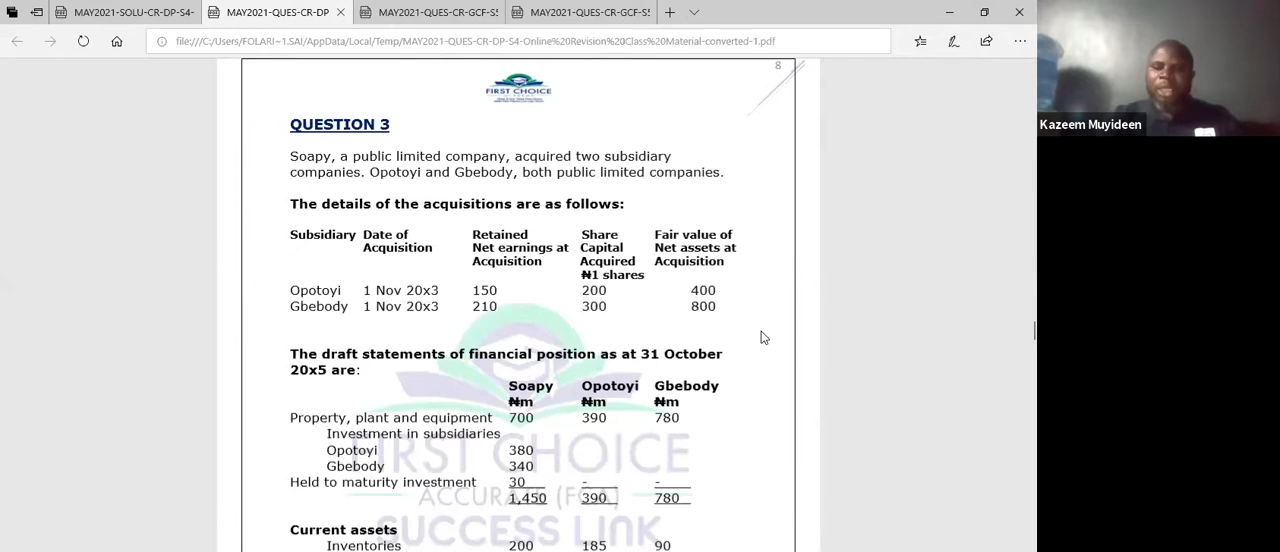 MAY2021-SOLU-CR-DP-S4-
MAY2021-QUES-CR-DP
MAY2021-QUES-CR-GCF-S5
MAY2021-QUES-CR-GCF-S5
file:///C:/Users/FOLARI~1.SAI/AppData/Local/Temp/MAY2021-QUES-CR-DP-S4-Online%20Revision%20Class%20Material-converted-1.pdf
8
FIRST CHOICE
Kazeem Muyideen
QUESTION 3
Soapy, a public limited company, acquired two subsidiary
companies. Opotoyi and Gbebody, both public limited companies.
The details of the acquisitions are as follows:
Subsidiary Date of Retained Share Fair value of
Acquisition Net earnings at Capital Net assets at
Acquisition Acquired Acquisition
₦1 shares
Opotoyi 1 Nov 20x3 150 200 400
Gbebody 1 Nov 20x3 210 300 800
The draft statements of financial position as at 31 October
20x5 are:
Soapy Opotoyi Gbebody
₦m ₦m ₦m
Property, plant and equipment 700 390 780
Investment in subsidiaries
Opotoyi 380
Gbebody 340
Held to maturity investment 30 - -
1,450 390 780
FIRST CHOICE
ACCURATE (FCA)
SUCCESS LINK
Current assets
Inventories 200 185 90